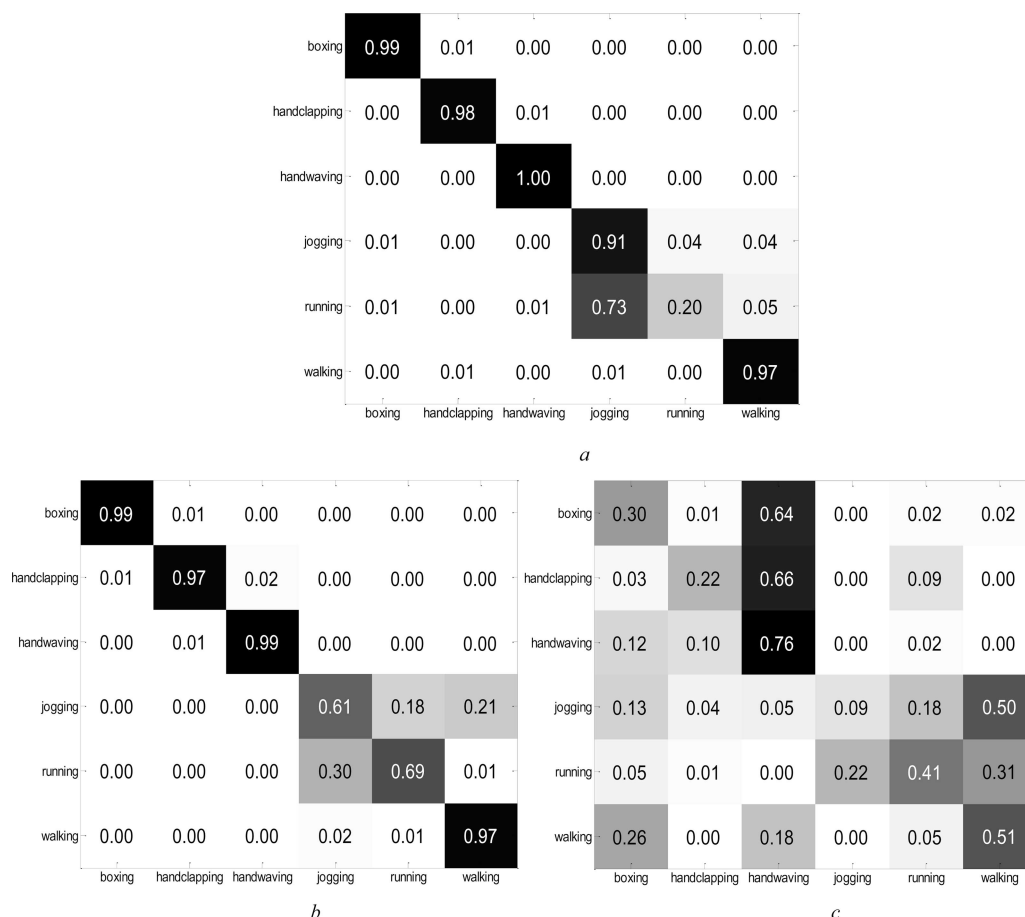 boxing 0.99 0.01 0.00 0.00 0.00 0.00
handclapping 0.00 0.98 0.01 0.00 0.00 0.00
handwaving 0.00 0.00 1.00 0.00 0.00 0.00
jogging 0.01 0.00 0.00 0.91 0.04 0.04
running 0.01 0.00 0.01 0.73 0.20 0.05
walking 0.00 0.01 0.00 0.01 0.00 0.97
boxing handclapping handwaving jogging running walking
a
boxing 0.99 0.01 0.00 0.00 0.00 0.00
handclapping 0.01 0.97 0.02 0.00 0.00 0.00
handwaving 0.00 0.01 0.99 0.00 0.00 0.00
jogging 0.00 0.00 0.00 0.61 0.18 0.21
running 0.00 0.00 0.00 0.30 0.69 0.01
walking 0.00 0.00 0.00 0.02 0.01 0.97
boxing handclapping handwaving jogging running walking
b
boxing 0.30 0.01 0.64 0.00 0.02 0.02
handclapping 0.03 0.22 0.66 0.00 0.09 0.00
handwaving 0.12 0.10 0.76 0.00 0.02 0.00
jogging 0.13 0.04 0.05 0.09 0.18 0.50
running 0.05 0.01 0.00 0.22 0.41 0.31
walking 0.26 0.00 0.18 0.00 0.05 0.51
boxing handclapping handwaving jogging running walking
c